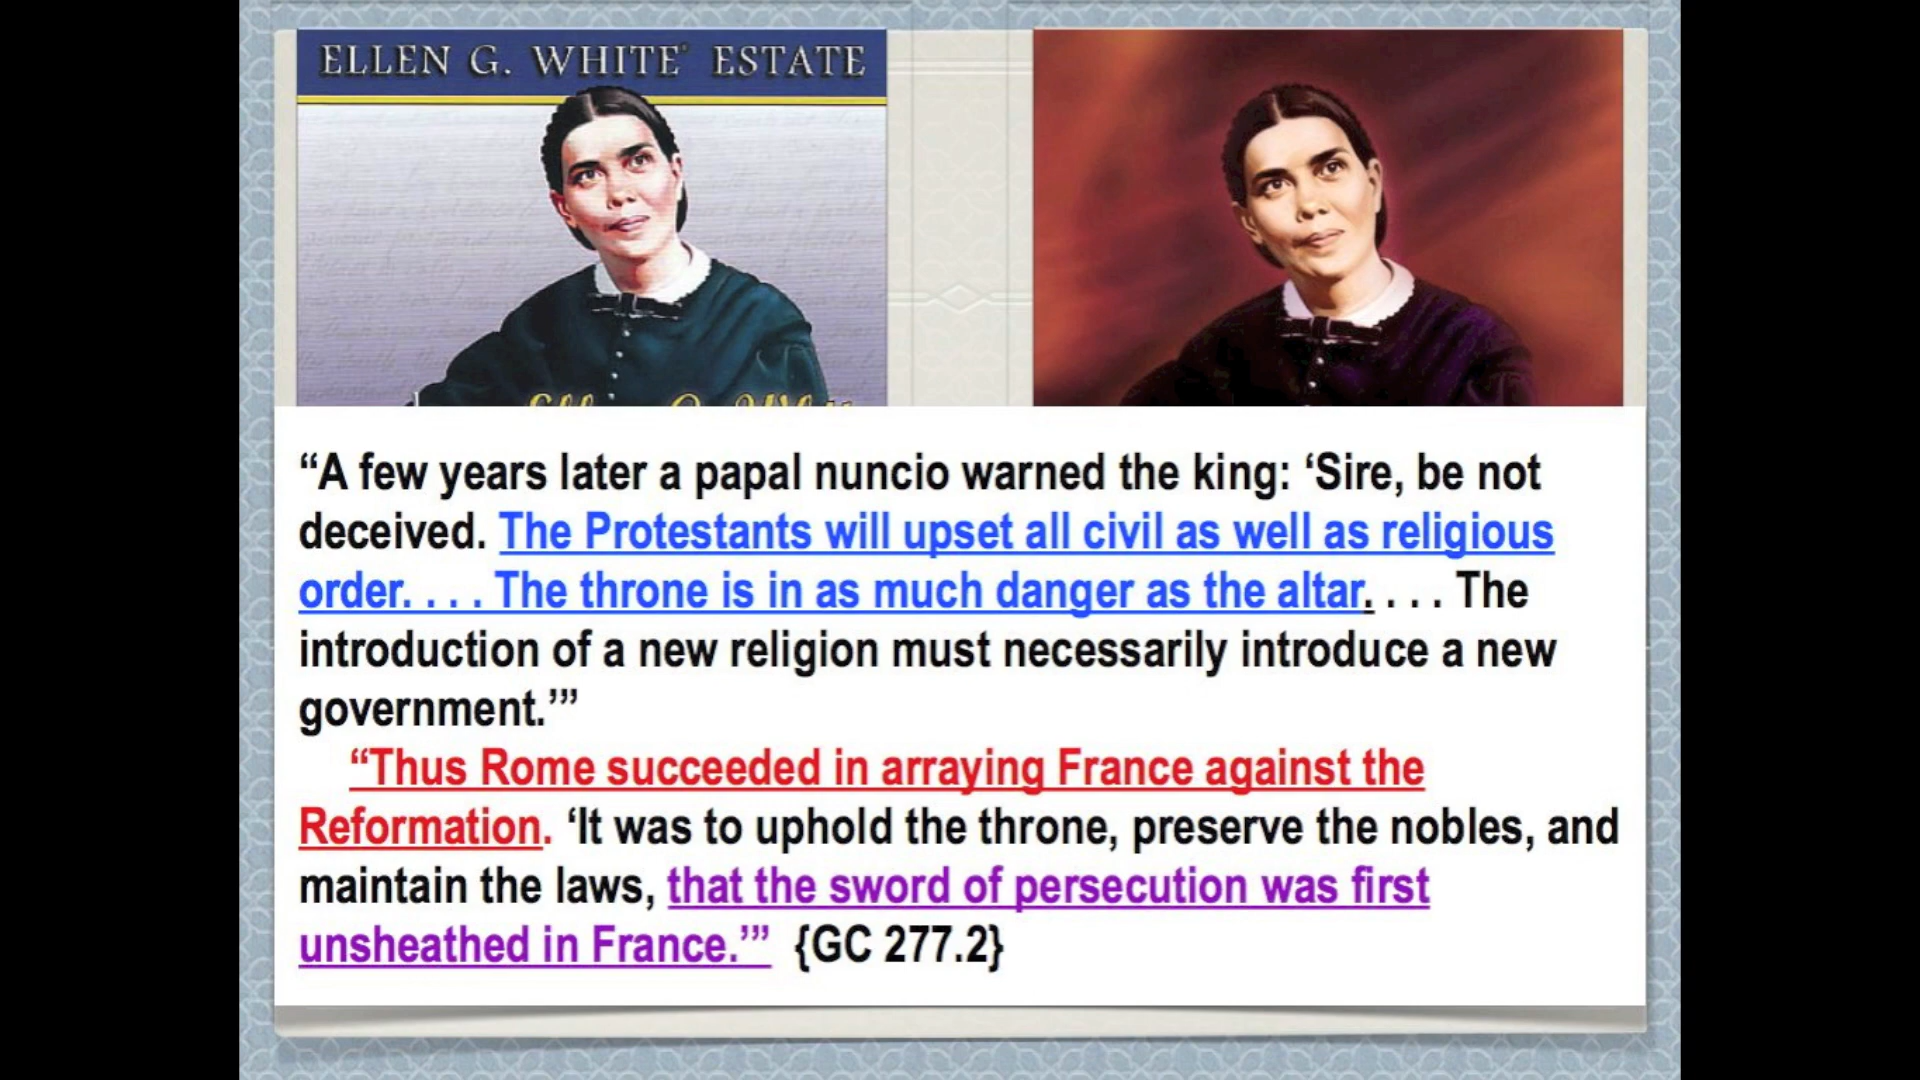 ELLEN G. WHITE® ESTATE
“A few years later a papal nuncio warned the king: ‘Sire, be not
deceived. The Protestants will upset all civil as well as religious
order. . . . The throne is in as much danger as the altar. . . . The
introduction of a new religion must necessarily introduce a new
government.’”
“Thus Rome succeeded in arraying France against the
Reformation. ‘It was to uphold the throne, preserve the nobles, and
maintain the laws, that the sword of persecution was first
unsheathed in France.’” {GC 277.2}